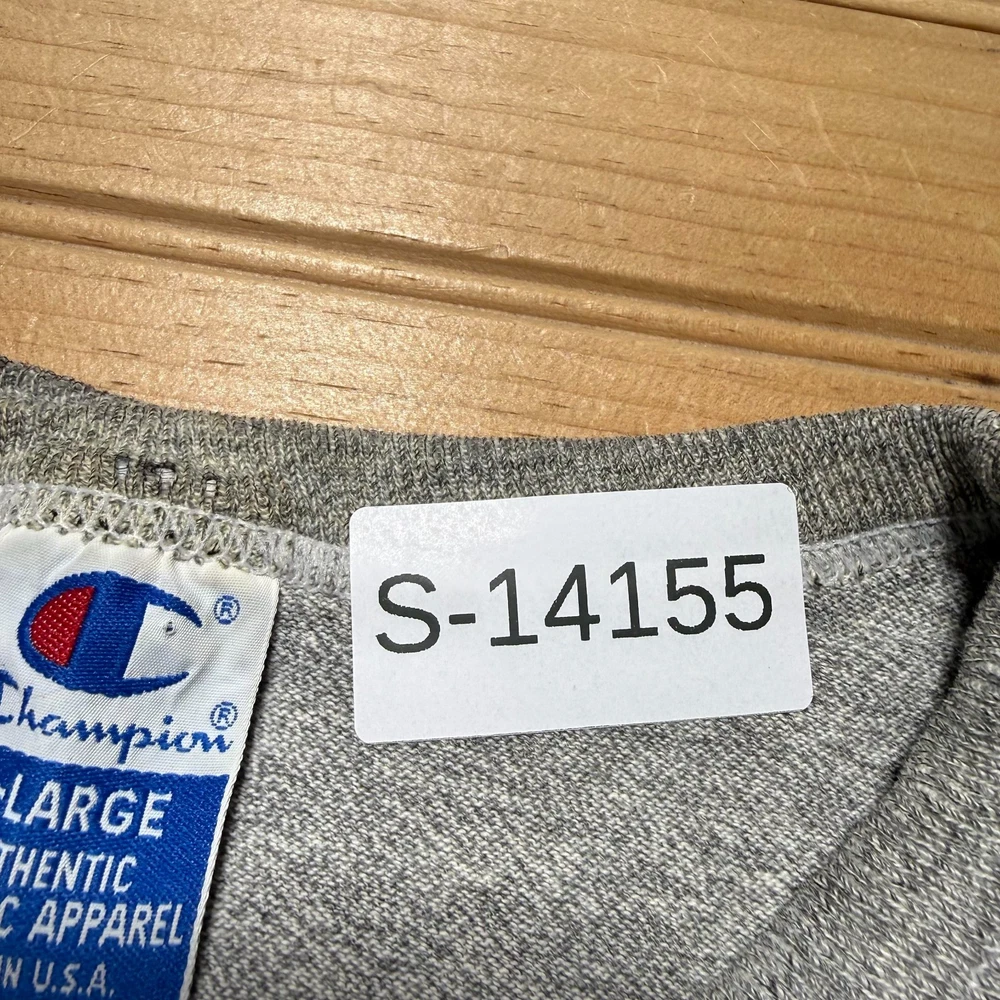 S-14155
®
Champion®
-LARGE
THENTIC
C APPAREL
IN U.S.A.